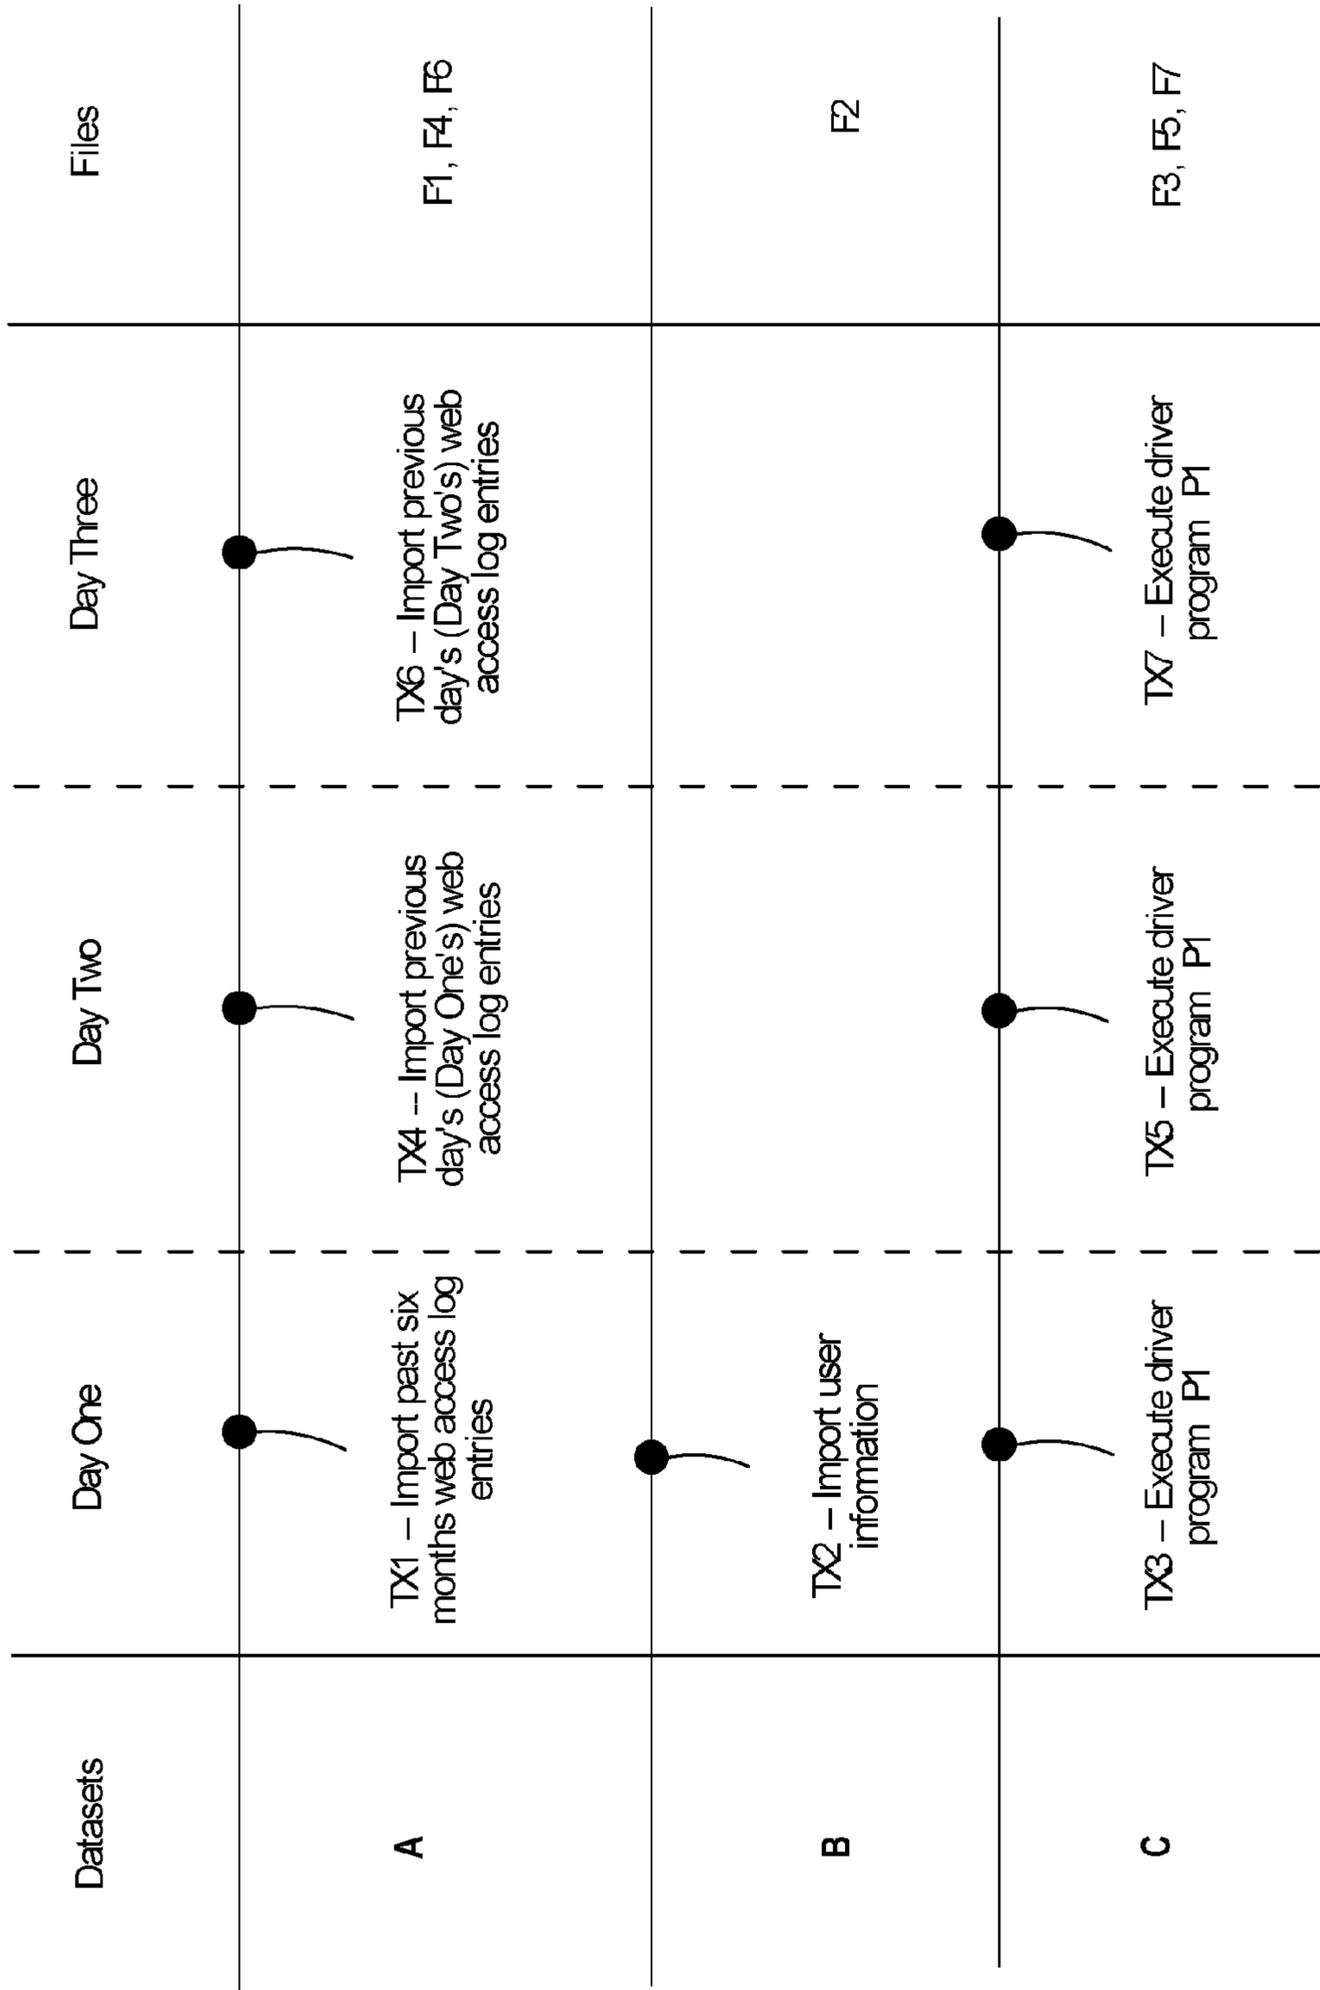 Datasets
Day One
Day Two
Day Three
Files
A
TX1 – Import past six
months web access log
entries
TX4 -- Import previous
day's (Day One's) web
access log entries
TX6 – Import previous
day's (Day Two's) web
access log entries
F1, F4, F6
B
TX2 – Import user
information
F2
C
TX3 – Execute driver
program P1
TX5 – Execute driver
program P1
TX7 – Execute driver
program P1
F3, F5, F7